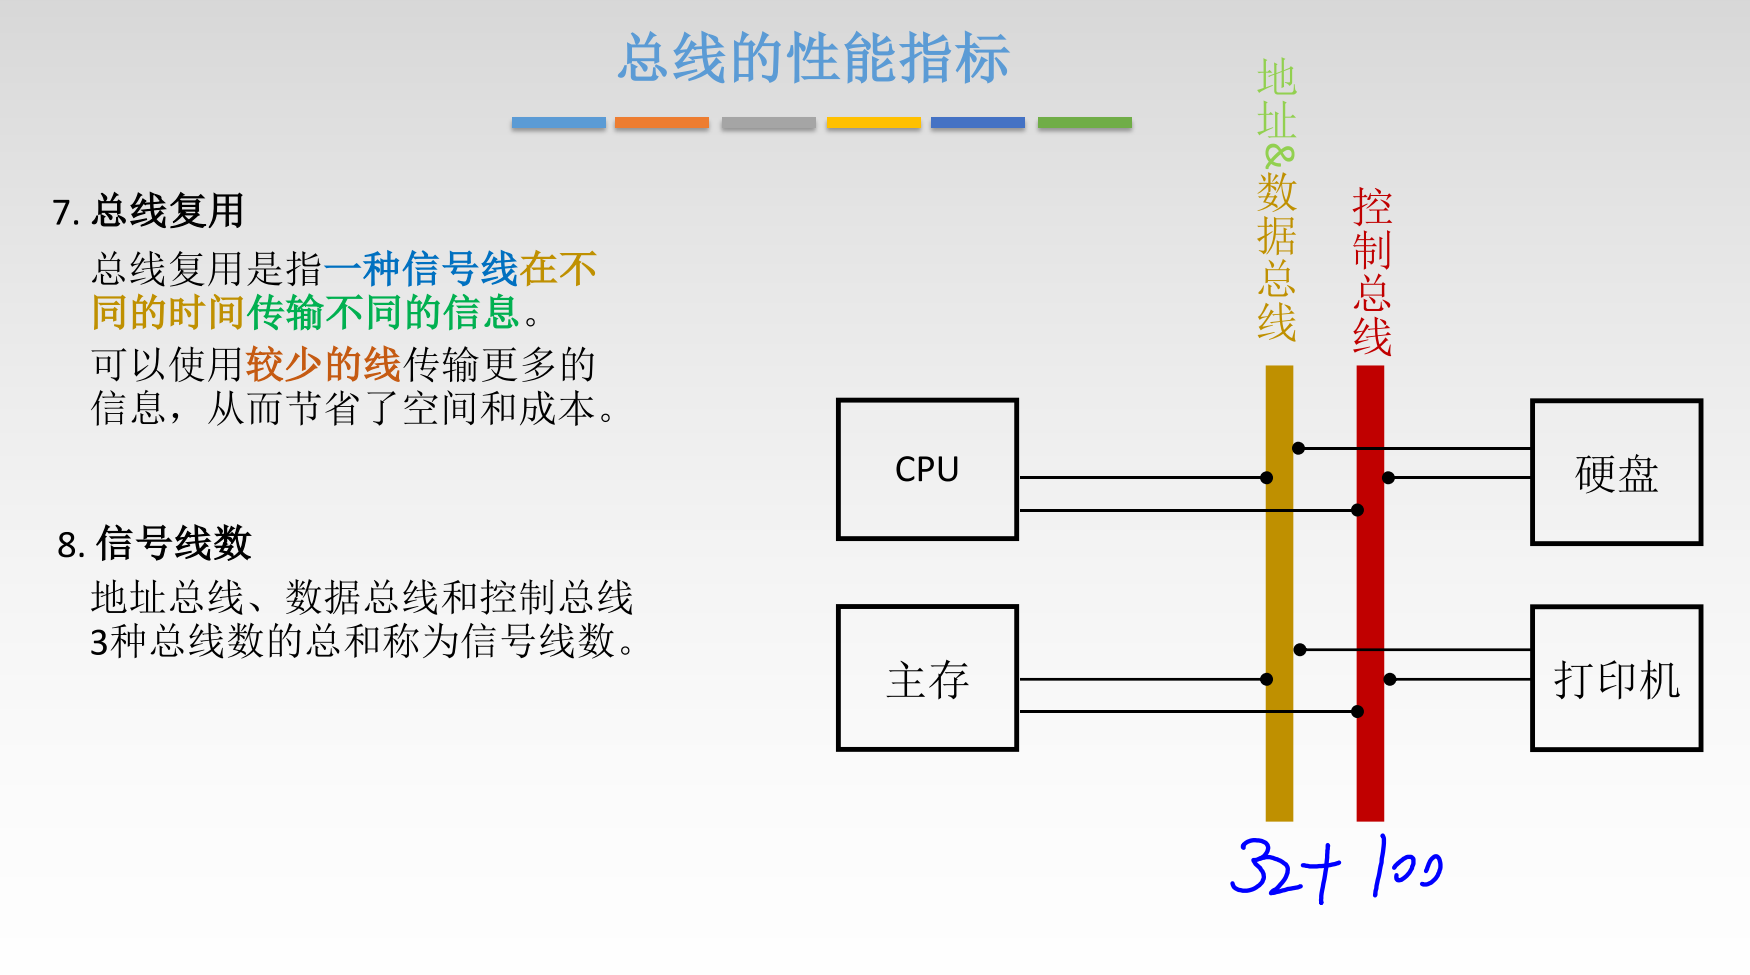 总线的性能指标
7. 总线复用
总线复用是指一种信号线在不
同的时间传输不同的信息。
可以使用较少的线传输更多的
信息，从而节省了空间和成本。
8. 信号线数
地址总线、数据总线和控制总线
3种总线数的总和称为信号线数。
地址&数据总线
控制总线
CPU
硬盘
主存
打印机
32+ 100